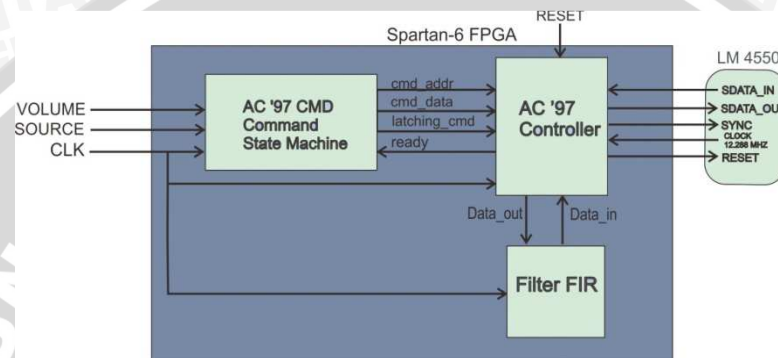 RESET
Spartan-6 FPGA
LM 4550
VOLUME
SOURCE
CLK
AC '97 CMD
Command
State Machine
cmd_addr
cmd_data
latching_cmd
ready
AC '97
Controller
SDATA_IN
SDATA_OU
SYNC
CLOCK
12.288 MHZ
RESET
Data_out
Data_in
Filter FIR